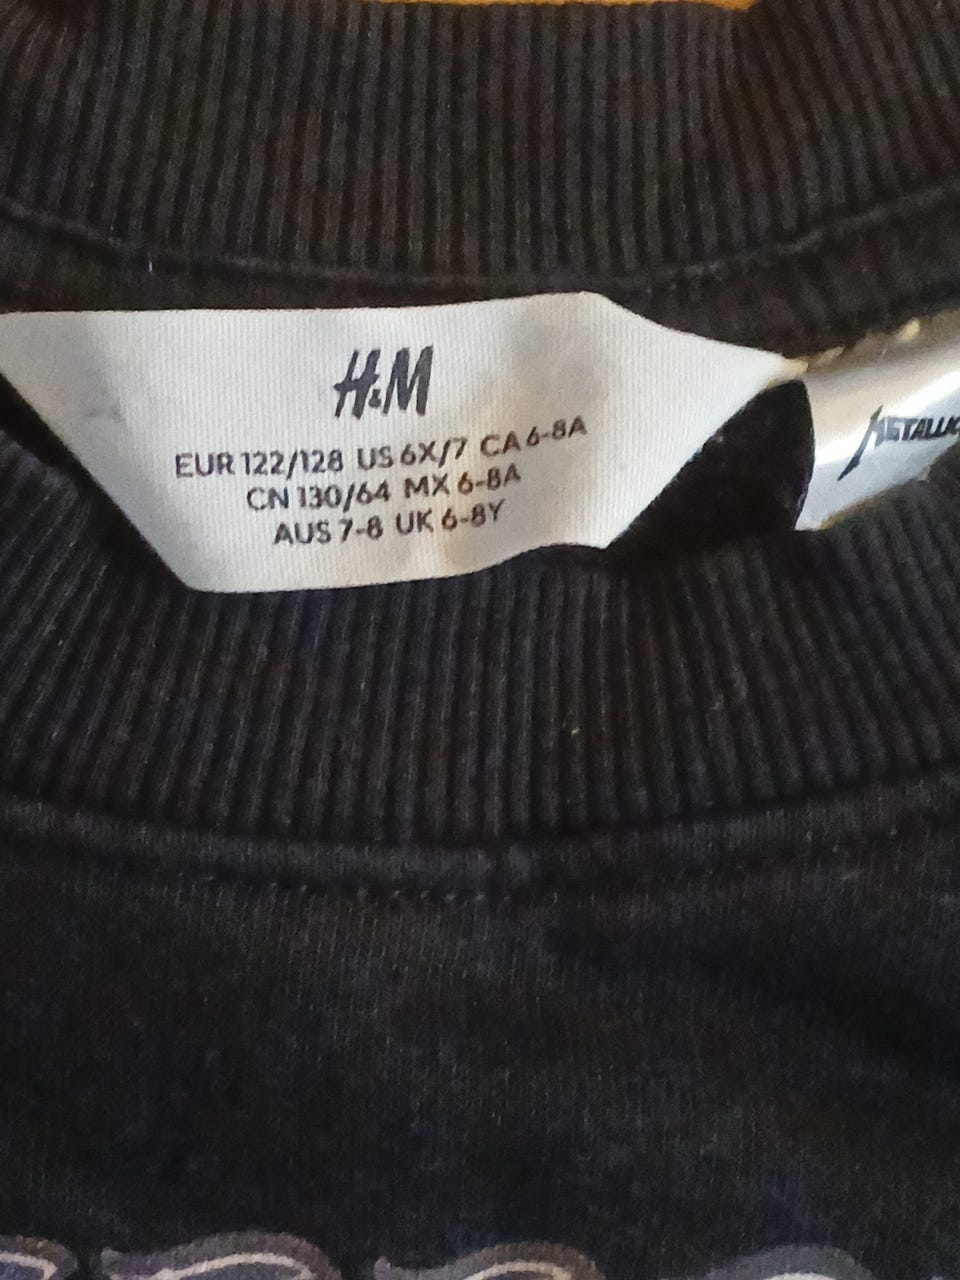 H&M
EUR 122/128 US 6X/7 CA 6-8A
CN 130/64 MX 6-8A
AUS 7-8 UK 6-8Y
METALLIC